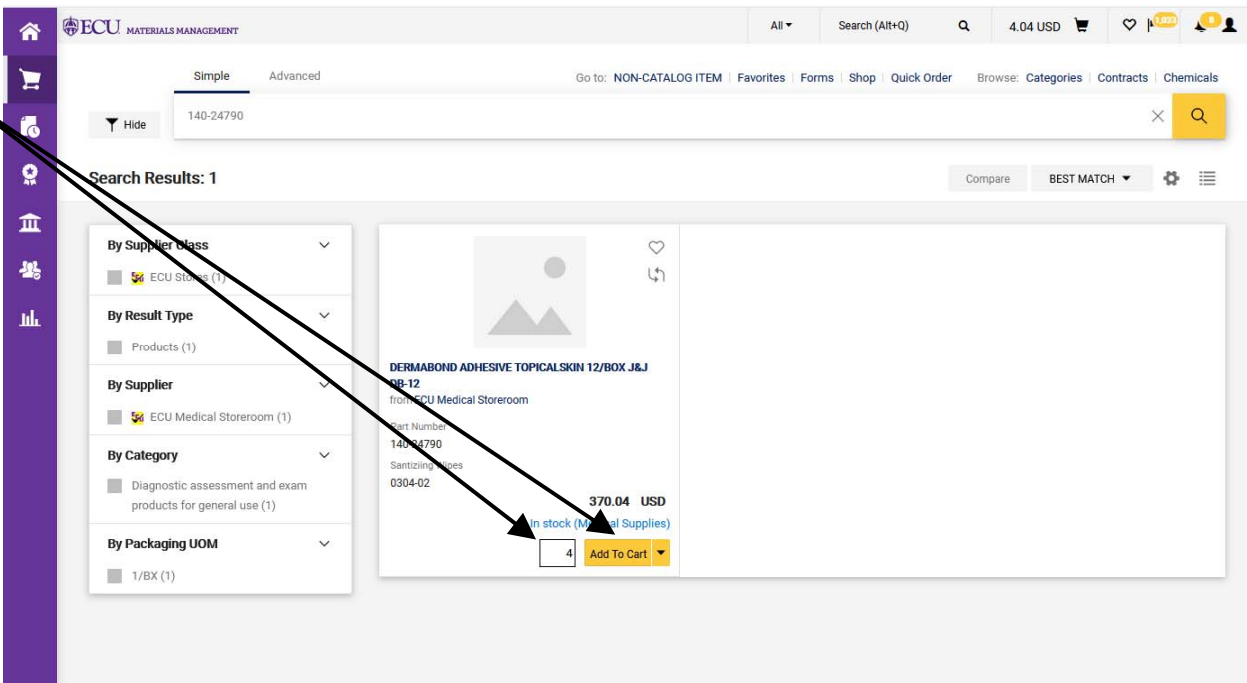 ECU MATERIALS MANAGEMENT
All
Search (Alt+Q)
4.04 USD
1,033
8
Simple
Advanced
Go to: NON-CATALOG ITEM | Favorites | Forms | Shop | Quick Order
Browse: Categories | Contracts | Chemicals
Hide
140-24790
Search Results: 1
Compare
BEST MATCH
By Supplier Class
ECU Stores (1)
By Result Type
Products (1)
By Supplier
ECU Medical Storeroom (1)
By Category
Diagnostic assessment and exam
products for general use (1)
By Packaging UOM
1/BX (1)
DERMABOND ADHESIVE TOPICALSKIN 12/BOX J&J
DB-12
from ECU Medical Storeroom
Part Number
140-24790
Santiziing Wipes
0304-02
370.04 USD
In stock (Medical Supplies)
4
Add To Cart